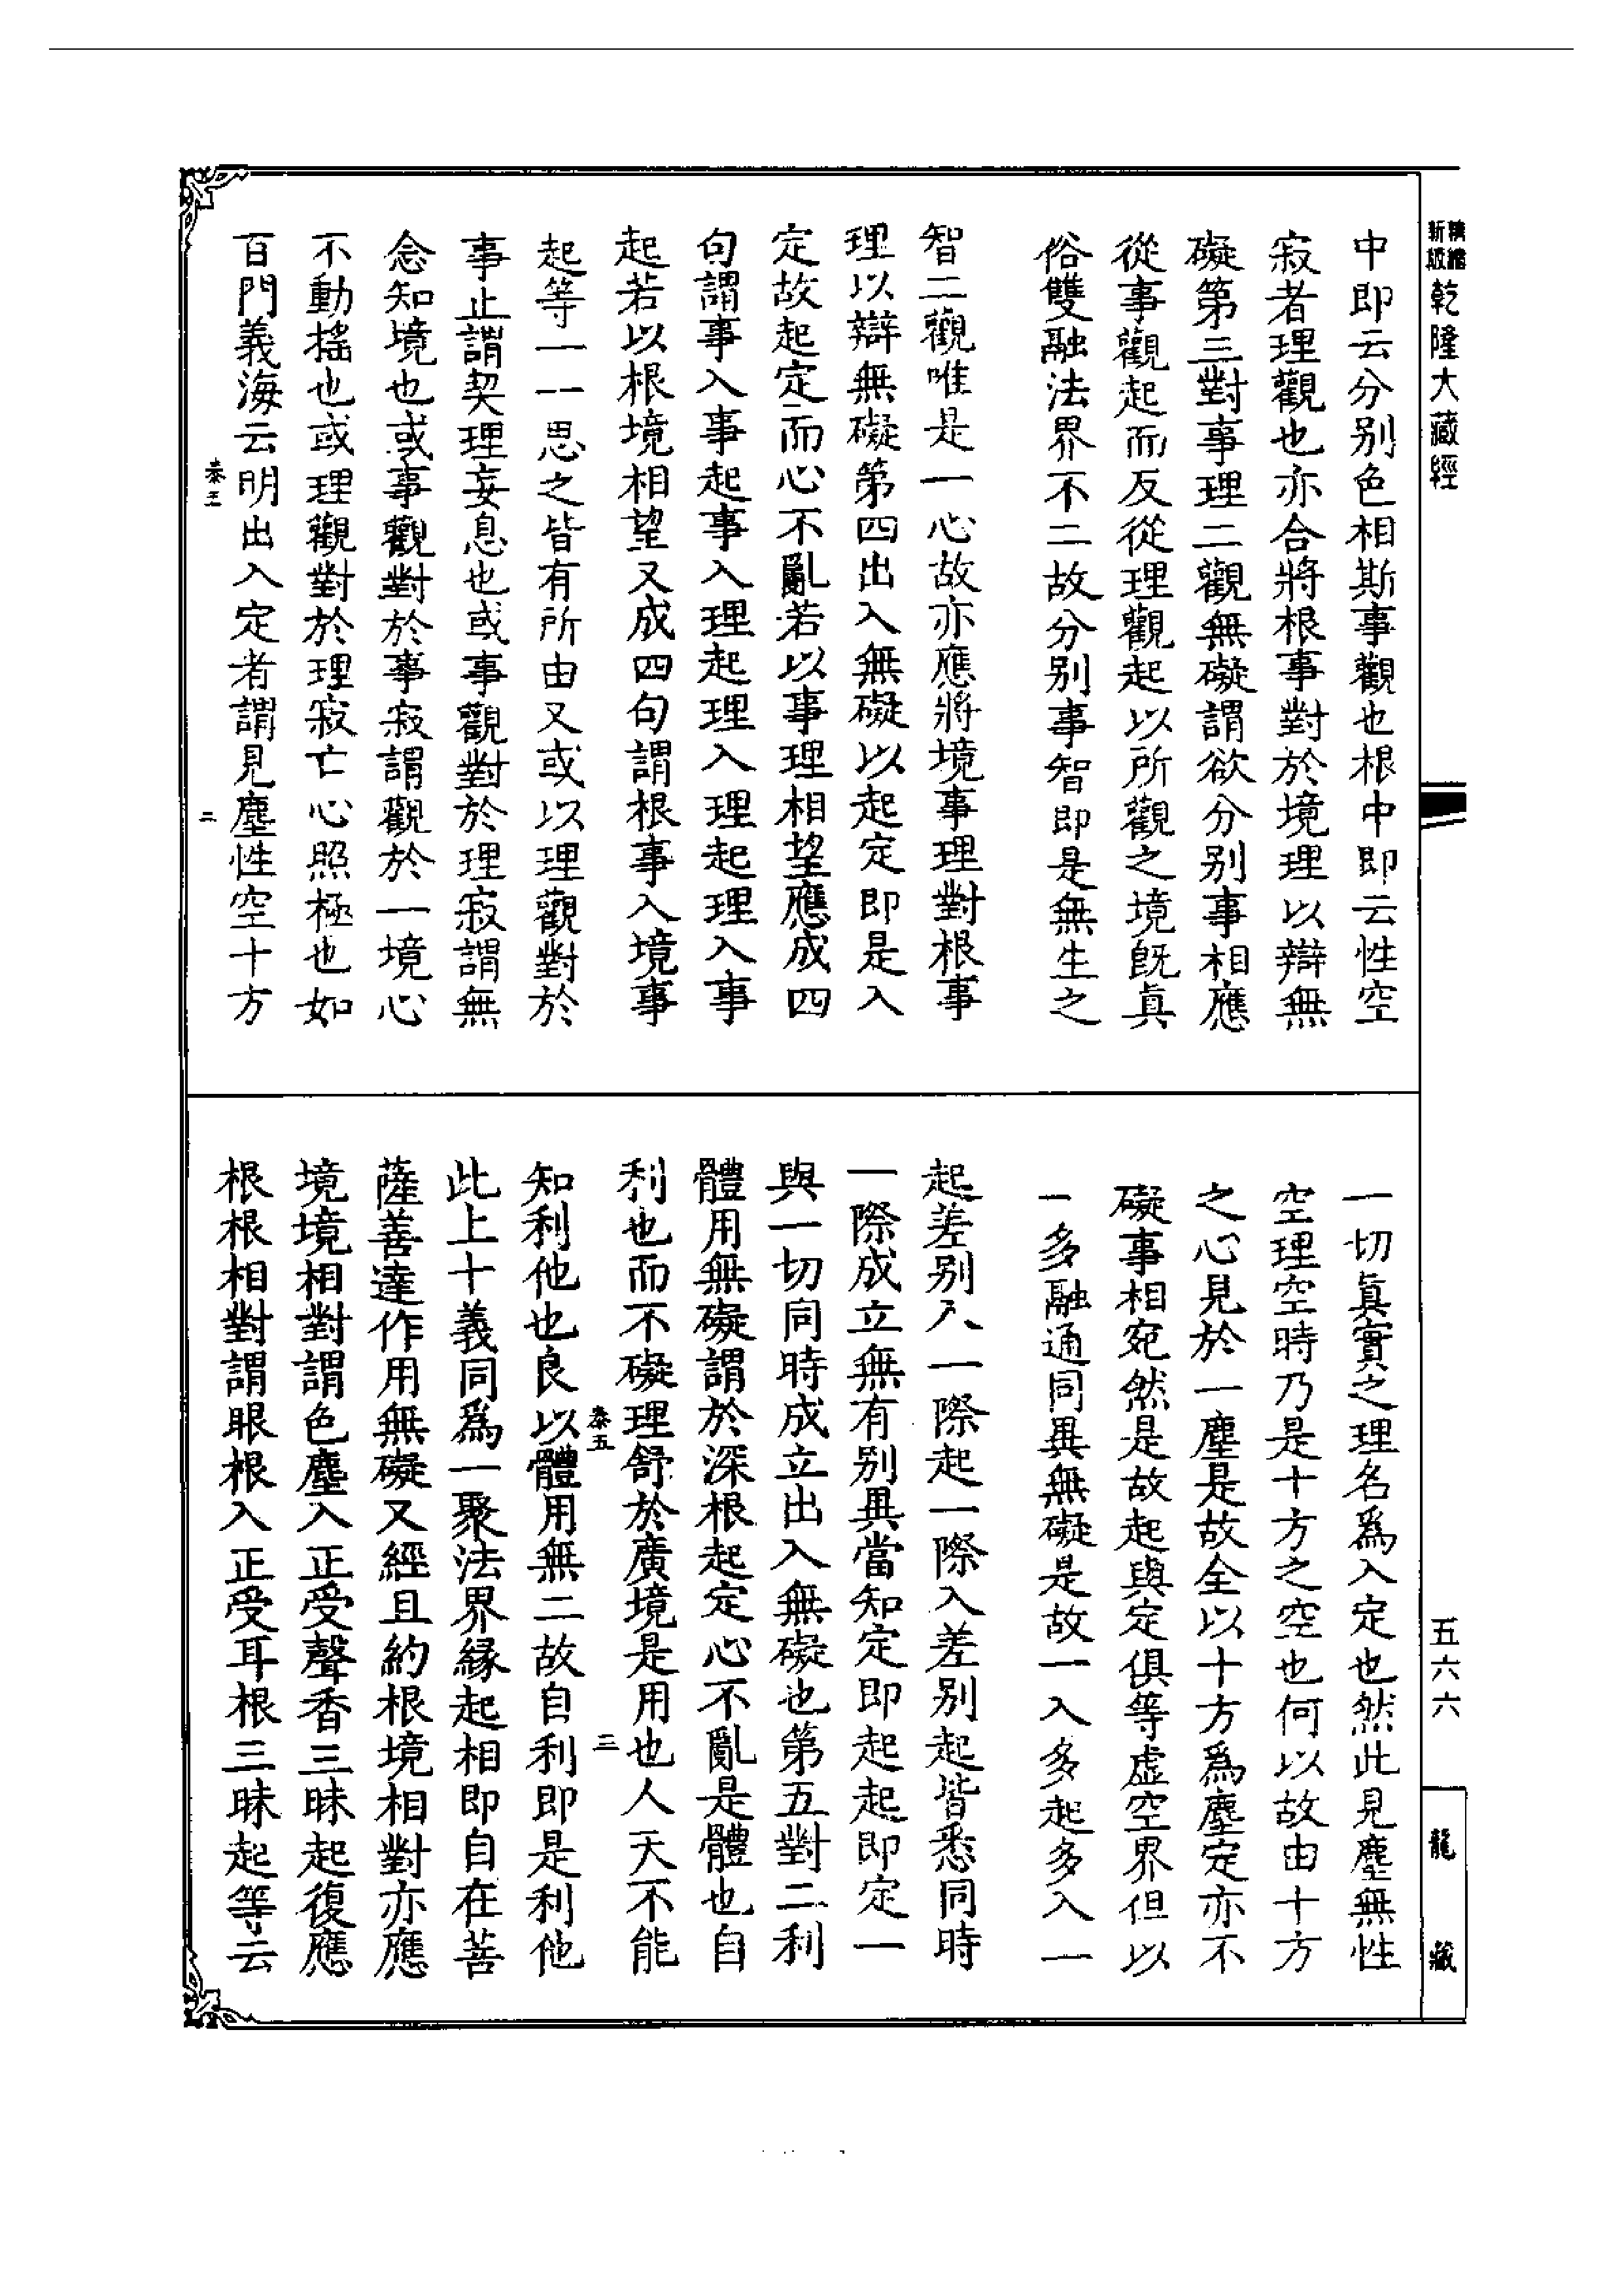 新編縮版乾隆大藏經
中即云分別色相斯事觀也根中即云性空
寂者理觀也亦合將根事對於境理以辯無
礙第三對事理二觀無礙謂欲分別事相應
從事觀起而反從理觀起以所觀之境既眞
俗雙融法界不二故分別事智即是無生之
智二觀唯是一心故亦應將境事理對根事
理以辯無礙第四出入無礙以起定即是入
定故起定而心不亂若以事理相望應成四
句謂事入事起事入理起理入理起理入事
起若以根境相望又成四句謂根事入境事
起等一一思之皆有所由又或以理觀對於
事止謂契理妄息也或事觀對於理寂謂無
念知境也或事觀對於事寂謂觀於一境心
不動搖也或理觀對於理寂亡心照極也如
百門義海云明出入定者謂見塵性空十方
二
一切眞實之理名爲入定也然此見塵無性
空理空時乃是十方之空也何以故由十方
之心見於一塵是故全以十方爲塵定亦不
礙事相宛然是故起與定俱等虛空界但以
一多融通同異無礙是故一入多起多入一
起差別入一際起一際入差別起皆悉同時
一際成立無有別異當知定即起起即定一
與一切同時成立出入無礙也第五對二利
體用無礙謂於深根起定心不亂是體也自
利也而不礙理舒於廣境是用也人天不能
泰五
三
知利他也良以體用無二故自利即是利他
此上十義同爲一聚法界緣起相即自在菩
薩善達作用無礙又經且約根境相對亦應
境境相對謂色塵入正受聲香三昧起復應
根根相對謂眼根入正受耳根三昧起等云
五六六
龍藏